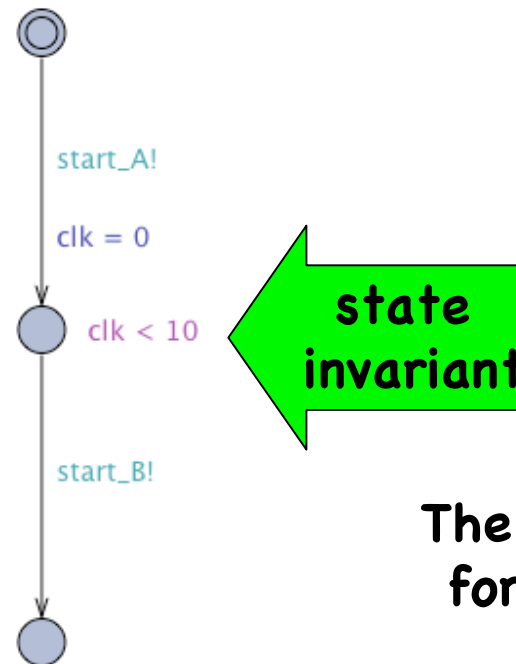 start_A!
clk = 0
clk < 10
state
invariant
start_B!
The
for